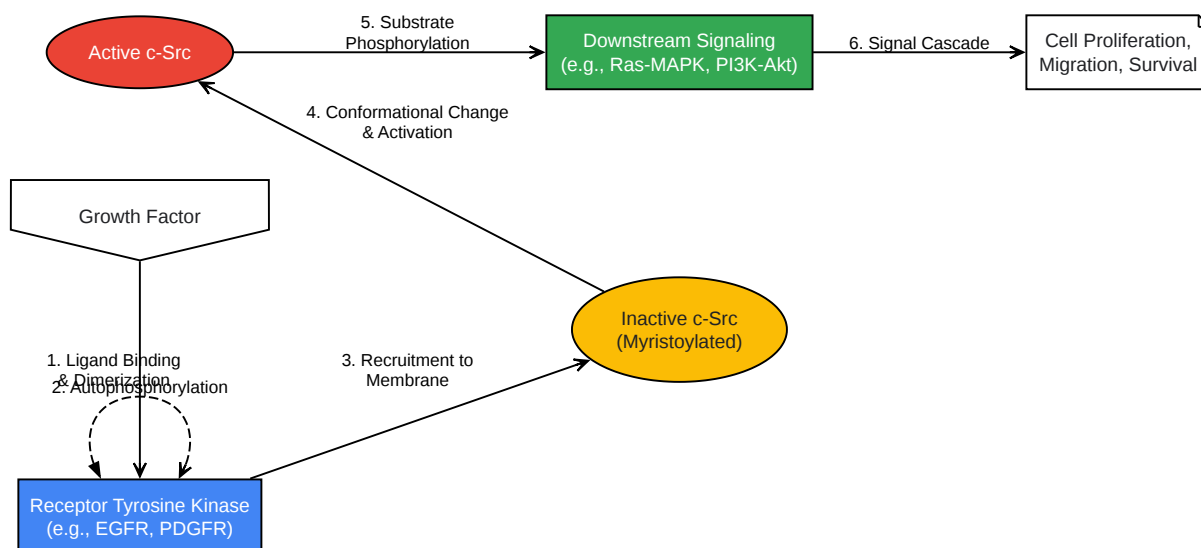 5. Substrate
Phosphorylation
Active c-Src
Downstream Signaling
(e.g., Ras-MAPK, PI3K-Akt)
6. Signal Cascade
Cell Proliferation,
Migration, Survival
4. Conformational Change
& Activation
Growth Factor
Inactive c-Src
(Myristoylated)
1. Ligand Binding
& Dimerization
2. Autophosphorylation
3. Recruitment to
Membrane
Receptor Tyrosine Kinase
(e.g., EGFR, PDGFR)